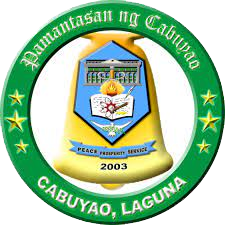 Pamantasan ng Cabuyao
PEACE PROSPERITY SERVICE
2003
CABUYAO, LAGUNA